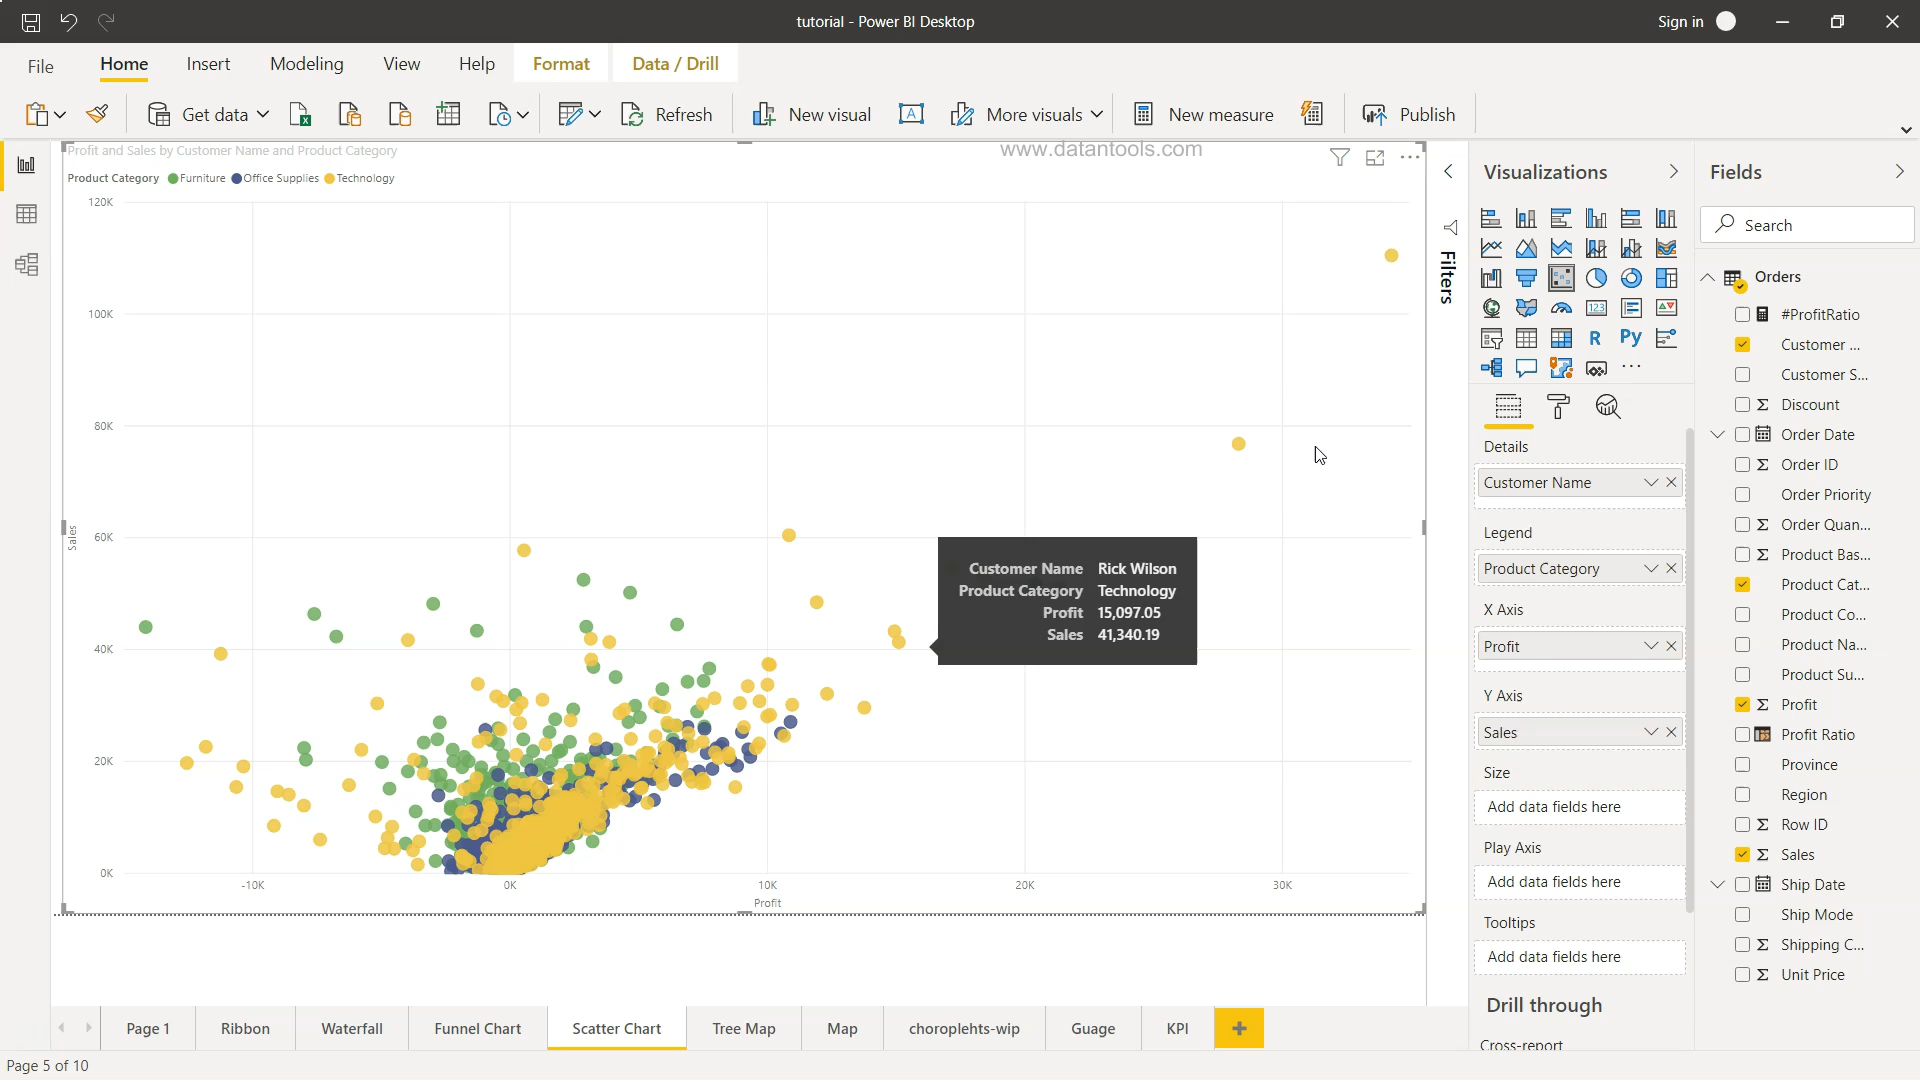 tutorial - Power BI Desktop
Sign in
File Home Insert Modeling View Help Format Data / Drill
Get data Refresh New visual A More visuals New measure Publish
Profit and Sales by Customer Name and Product Category
www.datantools.com
Product Category Furniture Office Supplies Technology
120K
100K
80K
60K
40K
20K
0K
Sales
-10K 0K 10K 20K 30K
Profit
Customer Name Rick Wilson
Product Category Technology
Profit 15,097.05
Sales 41,340.19
Filters
Visualizations
123
R Py
Details
Customer Name
Legend
Product Category
X Axis
Profit
Y Axis
Sales
Size
Add data fields here
Play Axis
Add data fields here
Tooltips
Add data fields here
Drill through
Cross-report
Fields
Search
Orders
#ProfitRatio
Customer ...
Customer S...
Σ Discount
Order Date
Σ Order ID
Order Priority
Σ Order Quan...
Σ Product Bas...
Product Cat...
Product Co...
Product Na...
Product Su...
Σ Profit
Profit Ratio
Province
Region
Σ Row ID
Σ Sales
Ship Date
Ship Mode
Σ Shipping C...
Σ Unit Price
Page 1 Ribbon Waterfall Funnel Chart Scatter Chart Tree Map Map choroplehts-wip Guage KPI +
Page 5 of 10